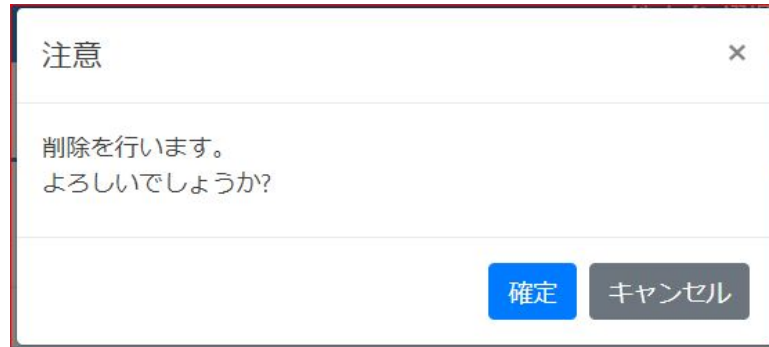 注意
×
削除を行います。
よろしいでしょうか?
確定
キャンセル